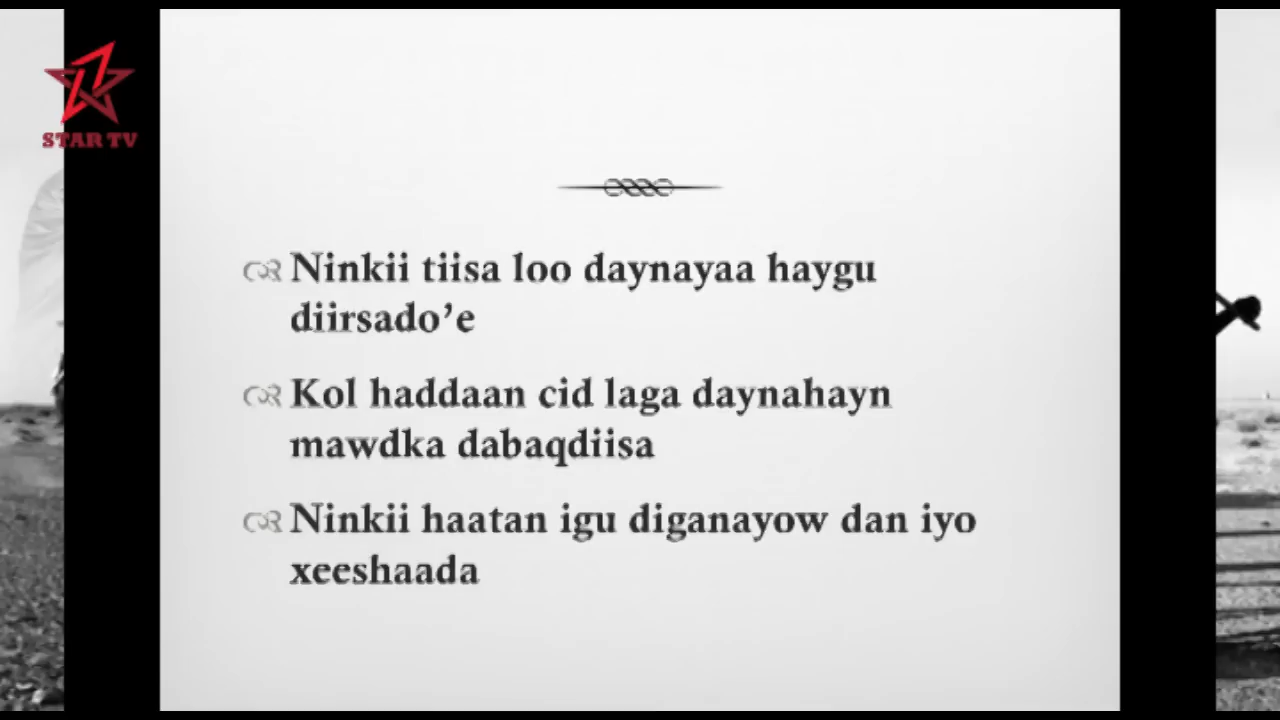 STAR TV
Ninkii tiisa loo daynayaa haygu
diirsado’e
Kol haddaan cid laga daynahayn
mawdka dabaqdiisa
Ninkii haatan igu diganayow dan iyo
xeeshaada